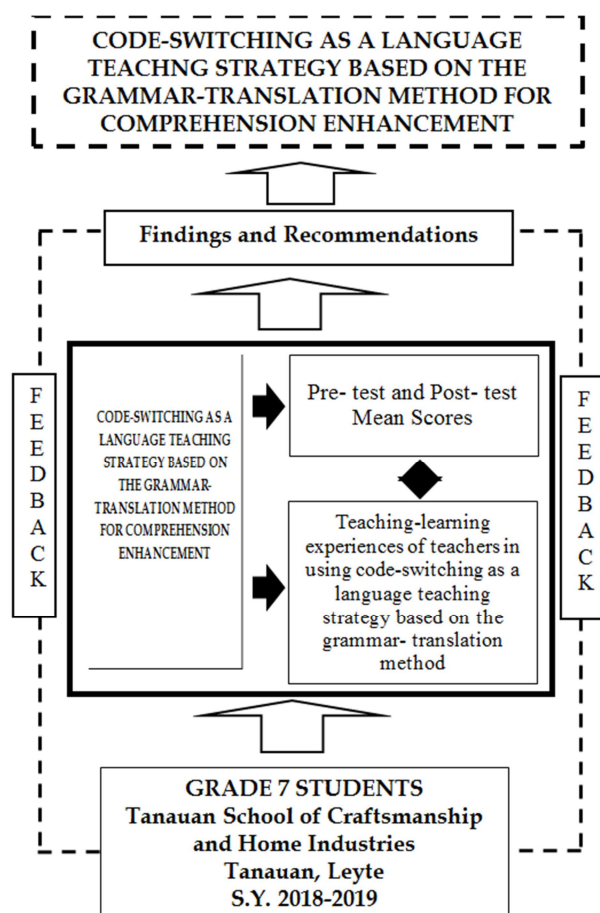 CODE-SWITCHING AS A LANGUAGE
TEACHNG STRATEGY BASED ON THE
GRAMMAR-TRANSLATION METHOD FOR
COMPREHENSION ENHANCEMENT
Findings and Recommendations
FEEDBACK
CODE-SWITCHING AS A
LANGUAGE TEACHING
STRATEGY BASED ON
THE GRAMMAR-
TRANSLATION METHOD
FOR COMPREHENSION
ENHANCEMENT
Pre- test and Post- test
Mean Scores
Teaching-learning
experiences of teachers in
using code-switching as a
language teaching
strategy based on the
grammar- translation
method
FEEDBACK
GRADE 7 STUDENTS
Tanauan School of Craftsmanship
and Home Industries
Tanauan, Leyte
S.Y. 2018-2019